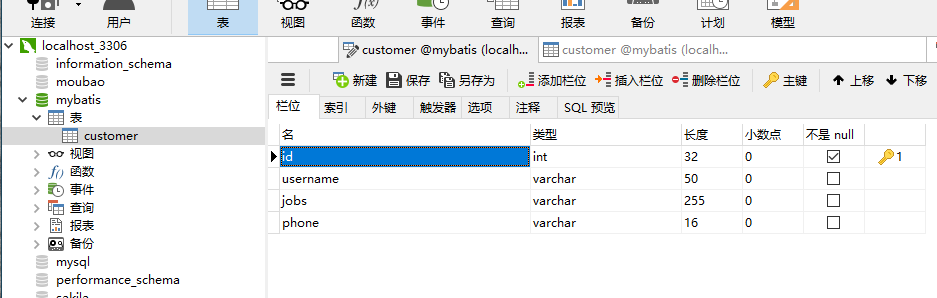 连接 用户 表 视图 函数 事件 查询 报表 备份 计划 模型
localhost_3306
information_schema
moubao
mybatis
表
customer
视图
函数
事件
查询
报表
备份
mysql
performance_schema
sakila
customer @mybatis (localh... customer @mybatis (localh...
新建 保存 另存为 添加栏位 插入栏位 删除栏位 主键 上移 下移
栏位 索引 外键 触发器 选项 注释 SQL 预览
名 类型 长度 小数点 不是 null
id int 32 0 1
username varchar 50 0
jobs varchar 255 0
phone varchar 16 0